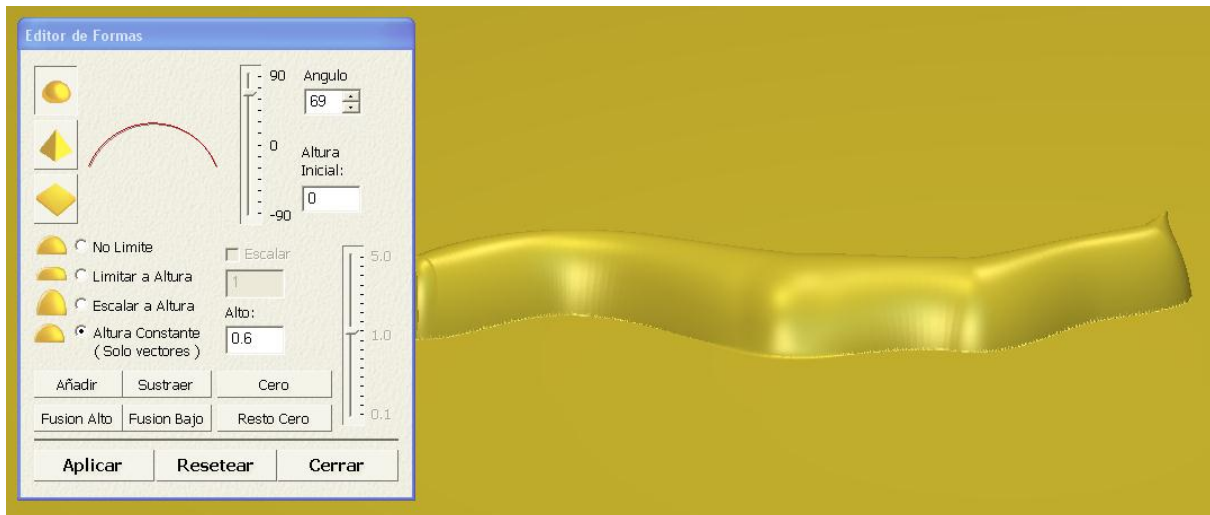 Editor de Formas
90
Angulo
69
0
Altura
Inicial:
0
-90
No Limite
Escalar
5.0
Limitar a Altura
1
Escalar a Altura
Alto:
Altura Constante
( Solo vectores )
0.6
1.0
Añadir
Sustraer
Cero
Fusion Alto
Fusion Bajo
Resto Cero
0.1
Aplicar
Resetear
Cerrar